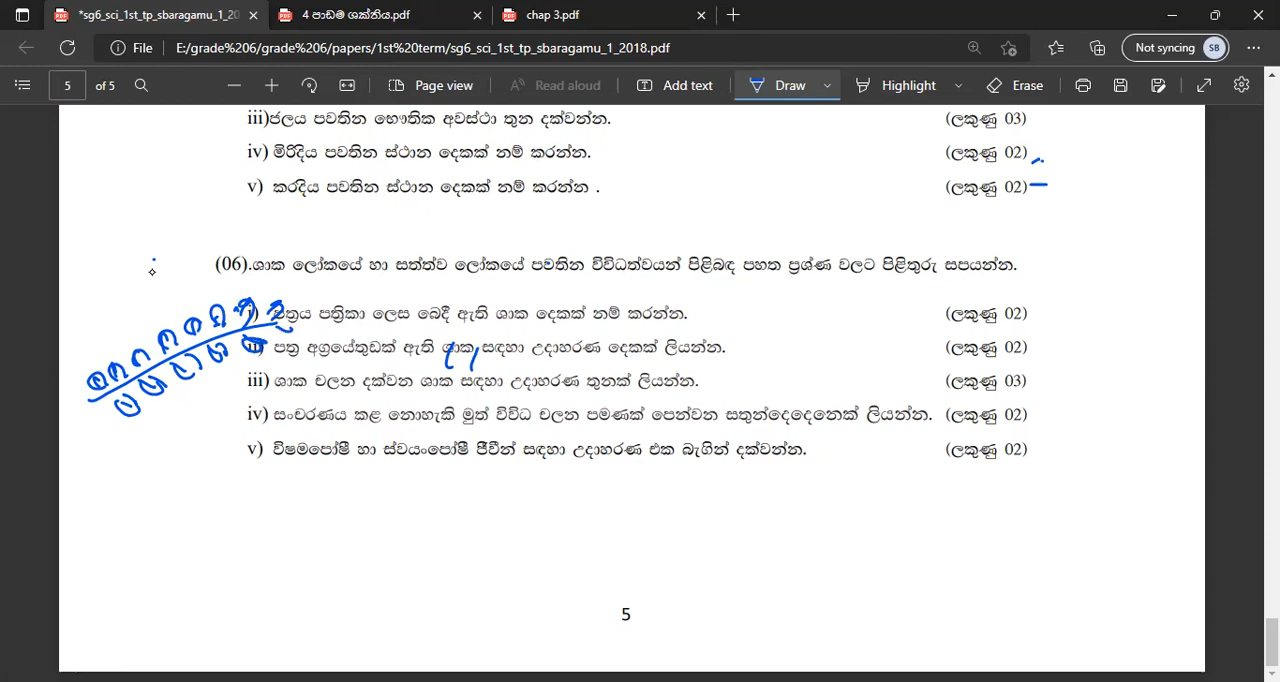 *sg6_sci_1st_tp_sbaragamu_1_20
4 පාඩම ශක්තිය.pdf
chap 3.pdf
File E:/grade%206/grade%206/papers/1st%20term/sg6_sci_1st_tp_sbaragamu_1_2018.pdf Not syncing SB
5 of 5 Page view Read aloud Add text Draw Highlight Erase
iii)ජලය පවතින භෞතික අවස්ථා තුන දක්වන්න. (ලකුණු 03)
iv) මිරිදිය පවතින ස්ථාන දෙකක් නම් කරන්න. (ලකුණු 02)
v) කරදිය පවතින ස්ථාන දෙකක් නම් කරන්න . (ලකුණු 02)
(06).ශාක ලෝකයේ හා සත්ත්ව ලෝකයේ පවතින විවිධත්වයන් පිළිබඳ පහත ප්‍රශ්ණ වලට පිළිතුරු සපයන්න.
i) පත්‍රය පත්‍රිකා ලෙස බෙදී ඇති ශාක දෙකක් නම් කරන්න. (ලකුණු 02)
ii) පත්‍ර අග්‍රයේතුඩක් ඇති ශාක සඳහා උදාහරණ දෙකක් ලියන්න. (ලකුණු 02)
iii) ශාක චලන දක්වන ශාක සඳහා උදාහරණ තුනක් ලියන්න. (ලකුණු 03)
iv) සංචරණය කළ නොහැකි මුත් විවිධ චලන පමණක් පෙන්වන සතුන්දෙදෙනෙක් ලියන්න. (ලකුණු 02)
v) විෂමපෝෂී හා ස්වයංපෝෂී ජීවීන් සඳහා උදාහරණ එක බැගින් දක්වන්න. (ලකුණු 02)
5